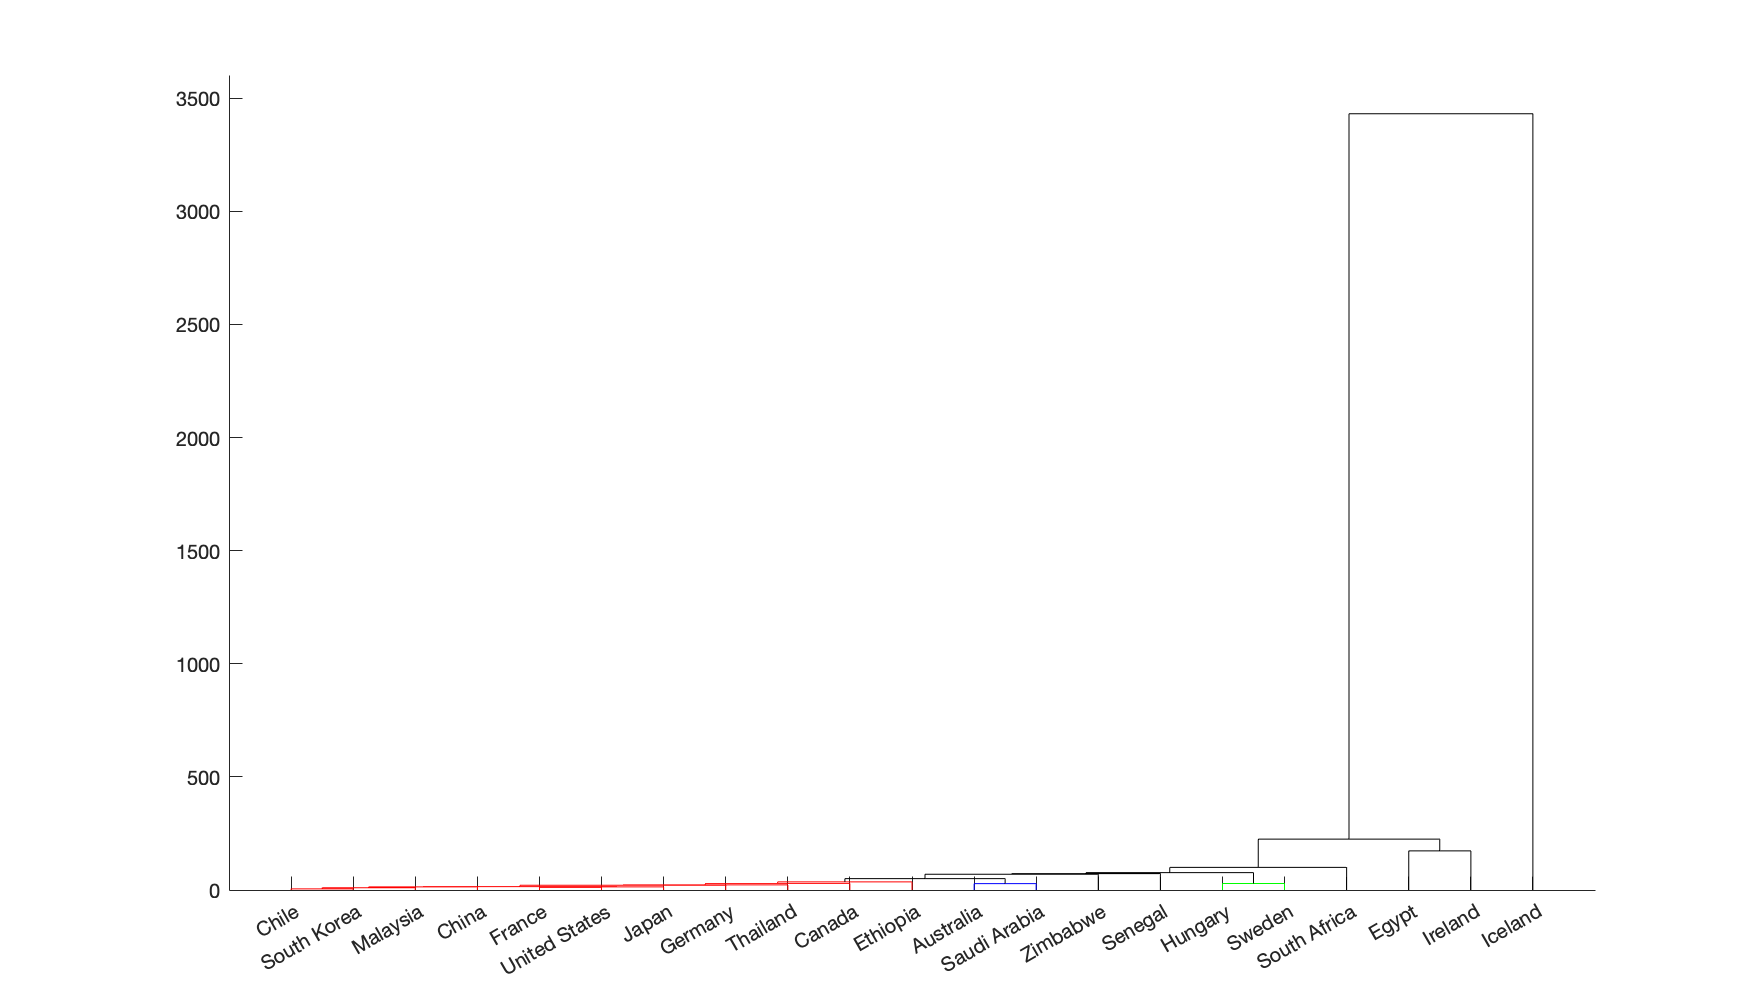 3500
3000
2500
2000
1500
1000
500
0
Chile
South Korea
Malaysia
China
France
United States
Japan
Germany
Thailand
Canada
Ethiopia
Australia
Saudi Arabia
Zimbabwe
Senegal
Hungary
Sweden
South Africa
Egypt
Ireland
Iceland